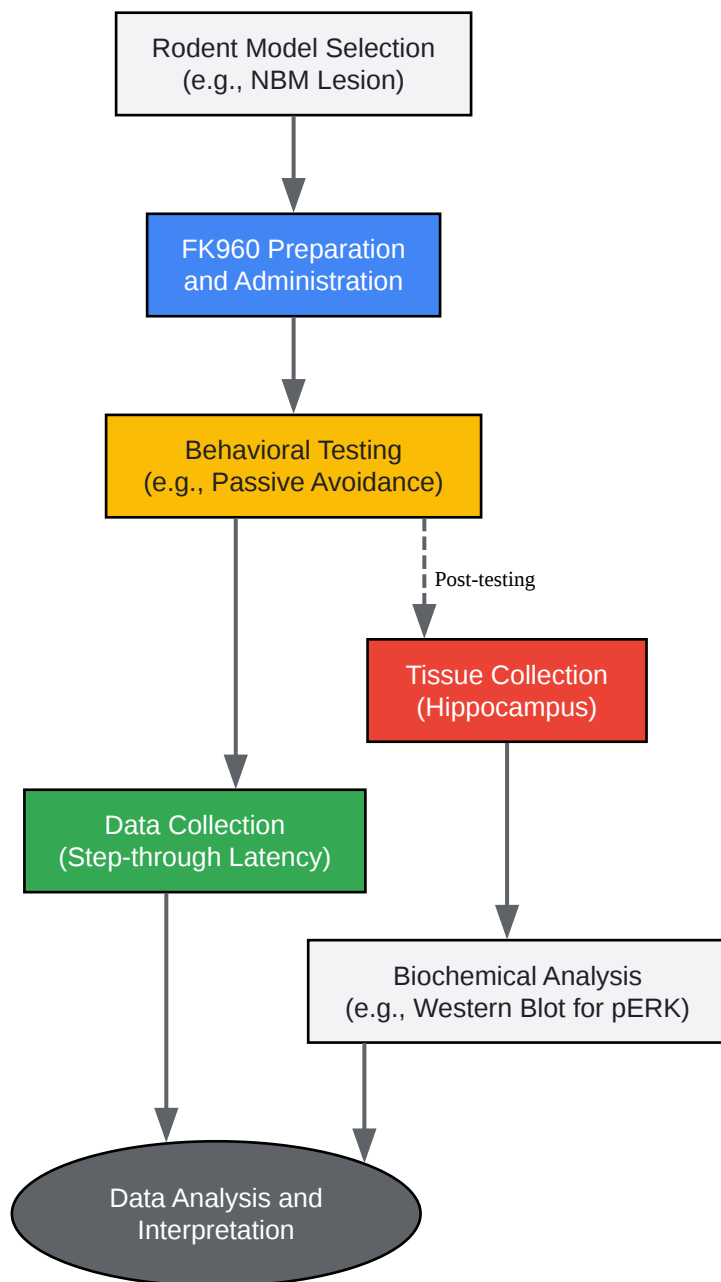 Rodent Model Selection
(e.g., NBM Lesion)
FK960 Preparation
and Administration
Behavioral Testing
(e.g., Passive Avoidance)
Post-testing
Tissue Collection
(Hippocampus)
Data Collection
(Step-through Latency)
Biochemical Analysis
(e.g., Western Blot for pERK)
Data Analysis and
Interpretation